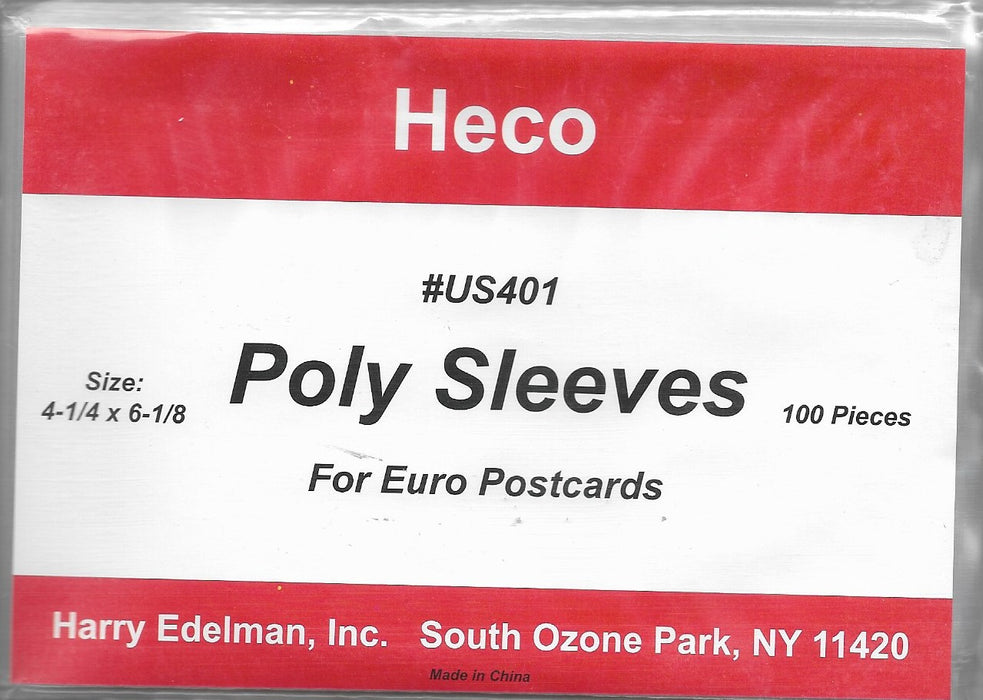 Heco
#US401
Poly Sleeves
Size:
4-1/4 x 6-1/8
100 Pieces
For Euro Postcards
Harry Edelman, Inc. South Ozone Park, NY 11420
Made in China